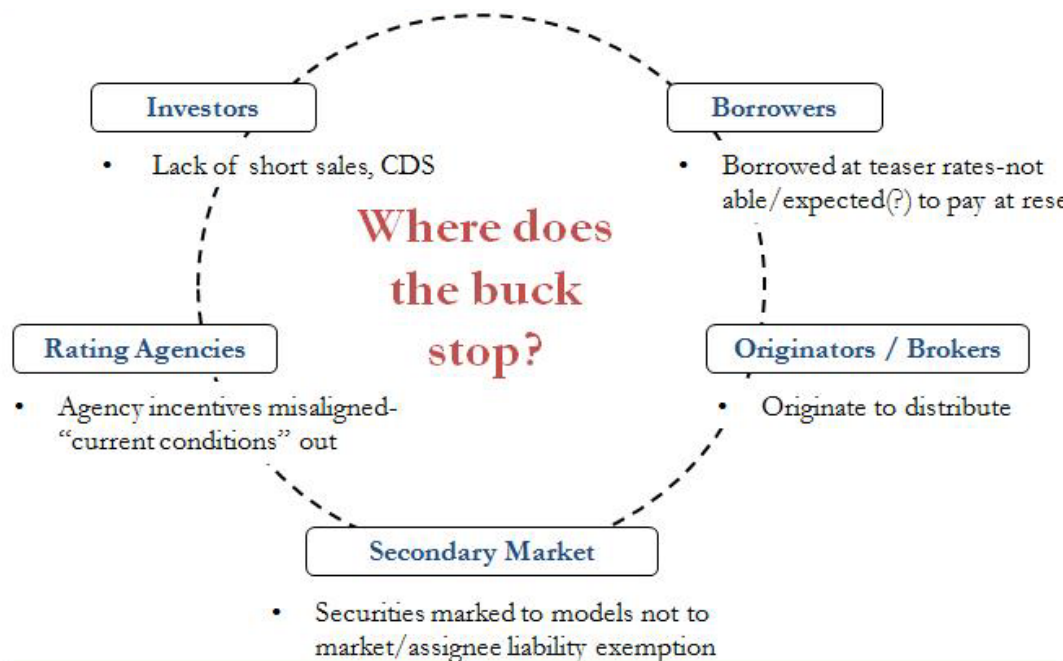 Investors
• Lack of short sales, CDS
Borrowers
• Borrowed at teaser rates-not
able/expected(?) to pay at rese
Where does
the buck
stop?
Rating Agencies
• Agency incentives misaligned-
“current conditions” out
Originators / Brokers
• Originate to distribute
Secondary Market
• Securities marked to models not to
market/assignee liability exemption